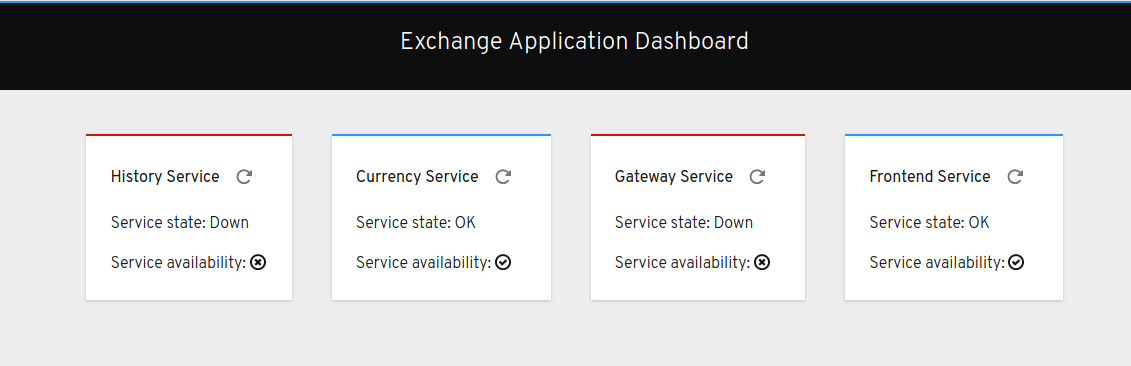 Exchange Application Dashboard
History Service
Service state: Down
Service availability:
Currency Service
Service state: OK
Service availability:
Gateway Service
Service state: Down
Service availability:
Frontend Service
Service state: OK
Service availability: